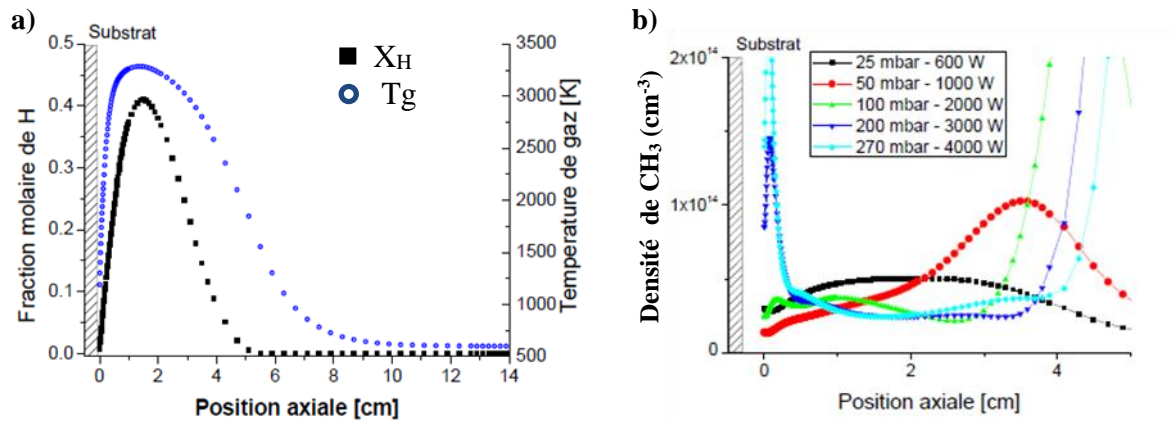 a)
Substrat
0.5
0.4
0.3
0.2
0.1
0.0
Fraction molaire de H
X_H
Tg
3500
3000
2500
2000
1500
1000
500
Temperature de gaz [K]
0 2 4 6 8 10 12 14
Position axiale [cm]
b)
Substrat
25 mbar - 600 W
50 mbar - 1000 W
100 mbar - 2000 W
200 mbar - 3000 W
270 mbar - 4000 W
2x10^14
1x10^14
0
Densité de CH₃ (cm⁻³)
0 2 4
Position axiale [cm]